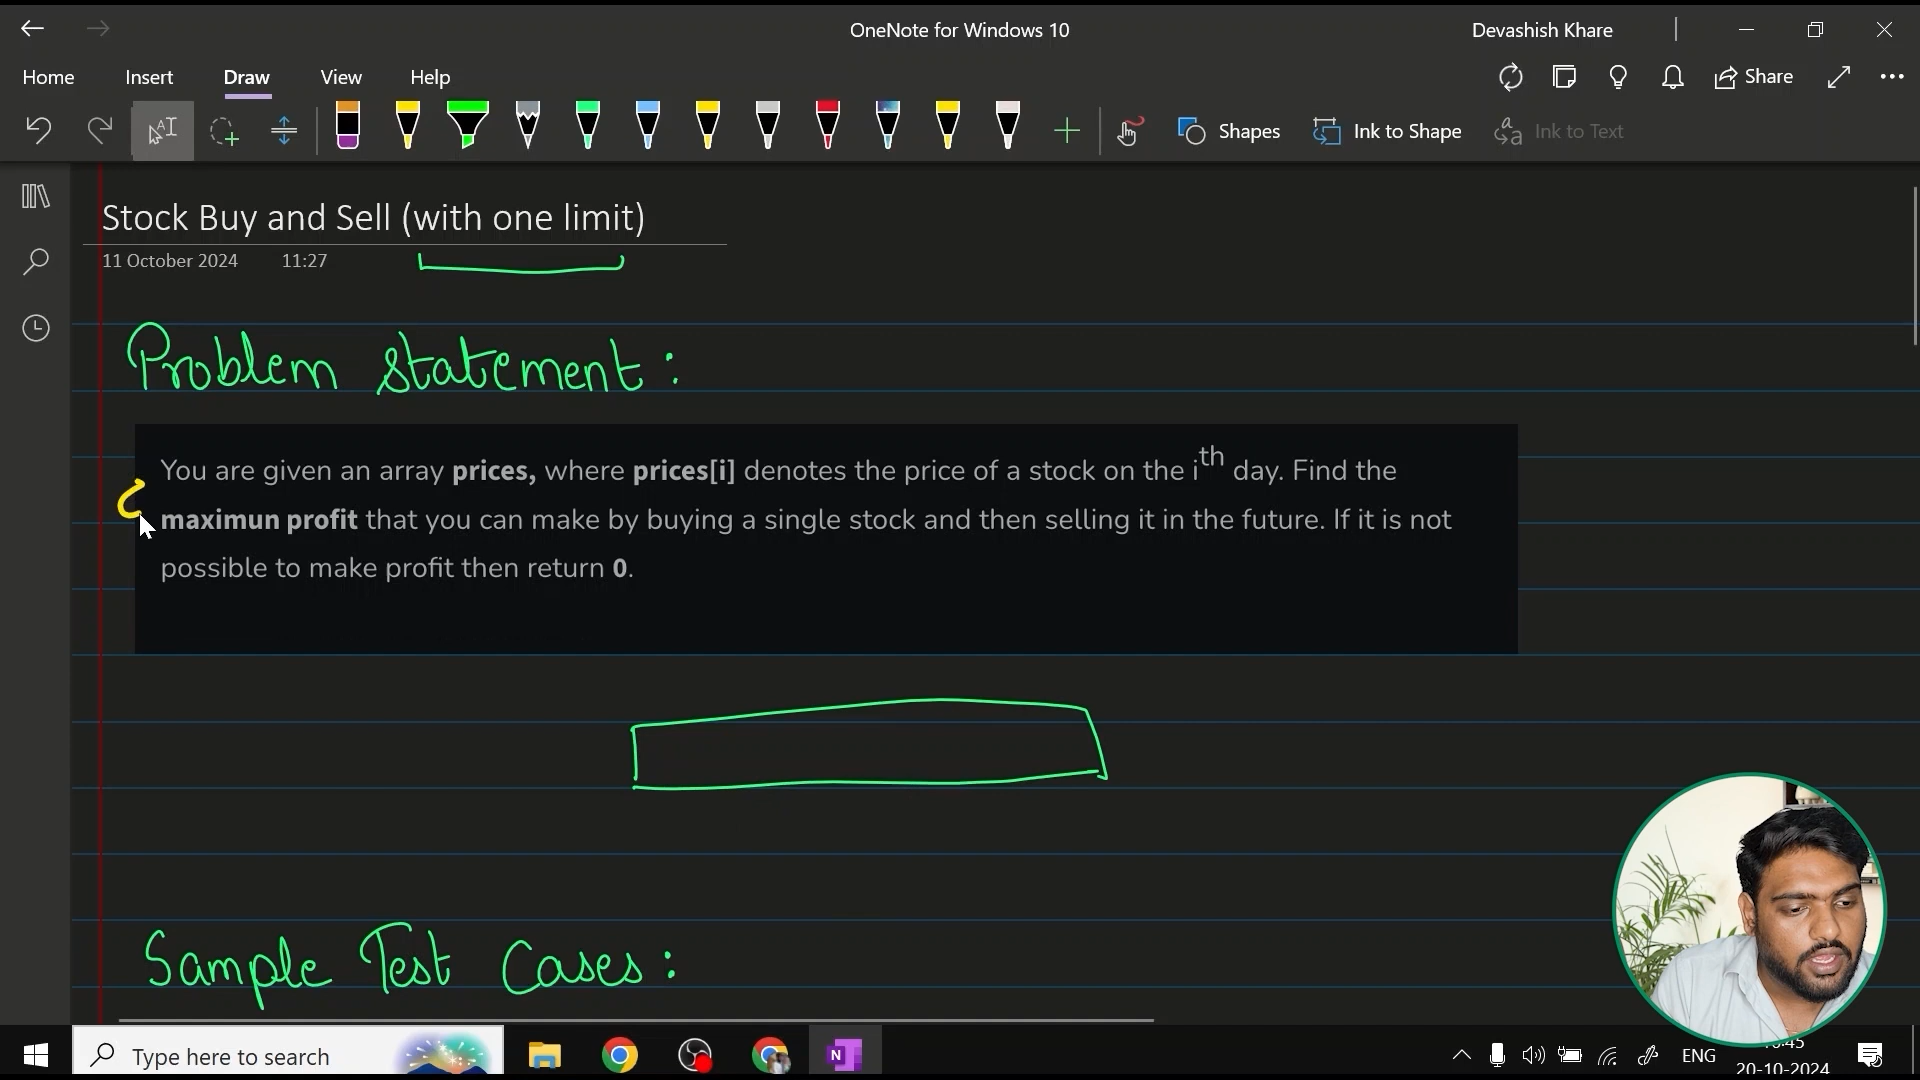 OneNote for Windows 10
Devashish Khare
Home Insert Draw View Help
Share
Shapes
Ink to Shape
Ink to Text
Stock Buy and Sell (with one limit)
11 October 2024 11:27
Problem statement:
You are given an array prices, where prices[i] denotes the price of a stock on the ith day. Find the
maximun profit that you can make by buying a single stock and then selling it in the future. If it is not
possible to make profit then return 0.
Sample Test Cases:
Type here to search
N
ENG
20-10-2024